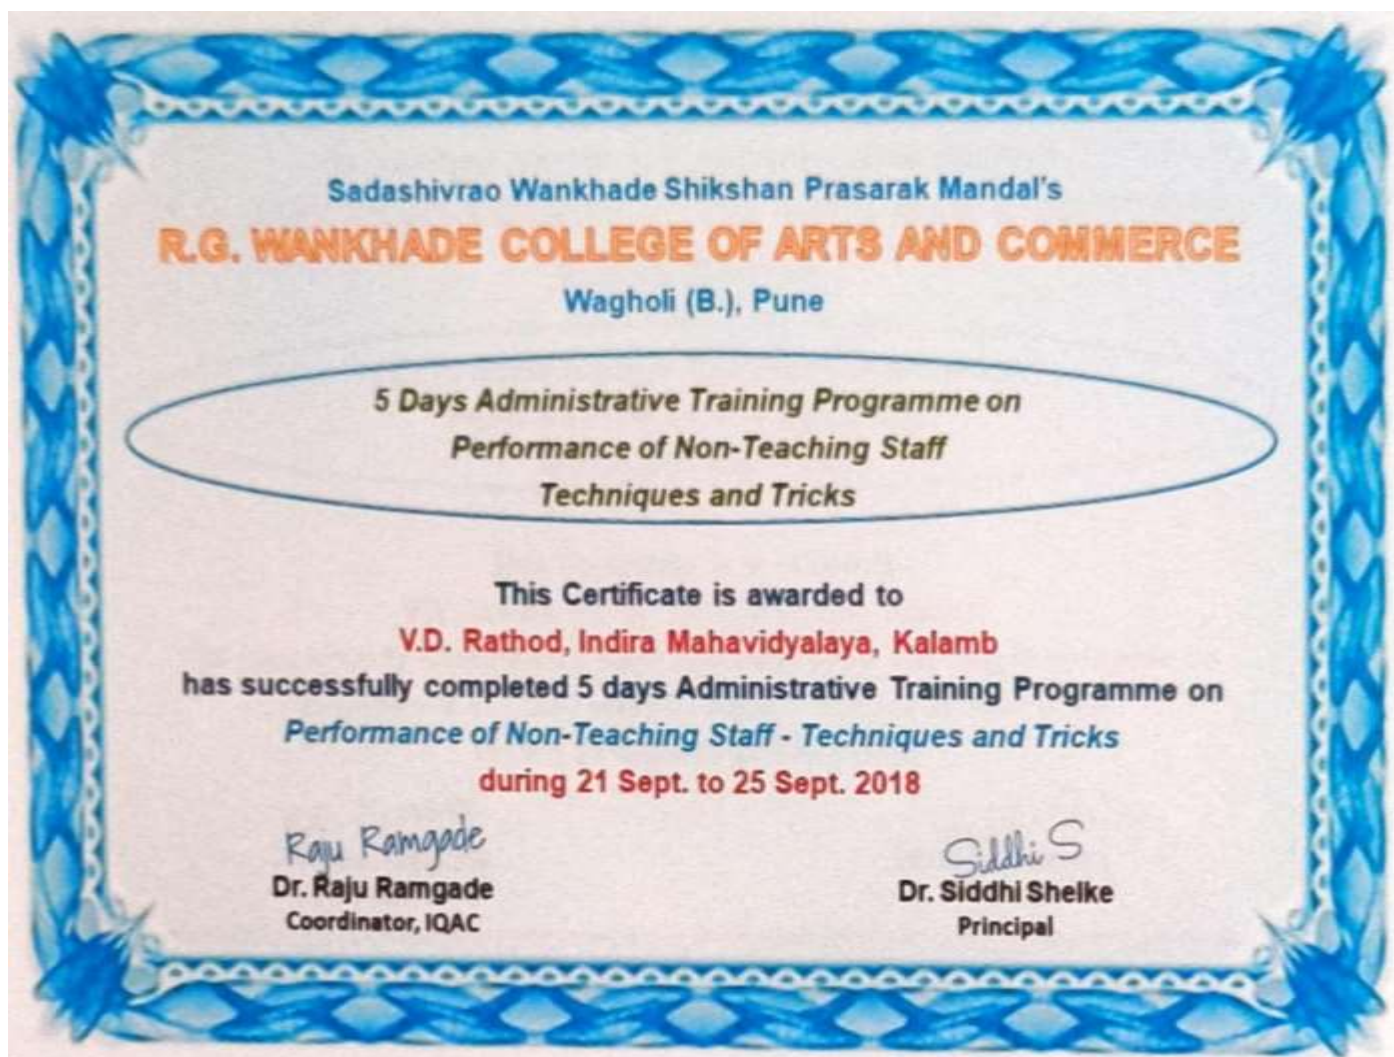 Sadashivrao Wankhade Shikshan Prasarak Mandal's
R.G. WANKHADE COLLEGE OF ARTS AND COMMERCE
Wagholi (B.), Pune
5 Days Administrative Training Programme on
Performance of Non-Teaching Staff
Techniques and Tricks
This Certificate is awarded to
V.D. Rathod, Indira Mahavidyalaya, Kalamb
has successfully completed 5 days Administrative Training Programme on
Performance of Non-Teaching Staff - Techniques and Tricks
during 21 Sept. to 25 Sept. 2018
Raju Ramgade
Dr. Raju Ramgade
Coordinator, IQAC
Siddhi S
Dr. Siddhi Shelke
Principal